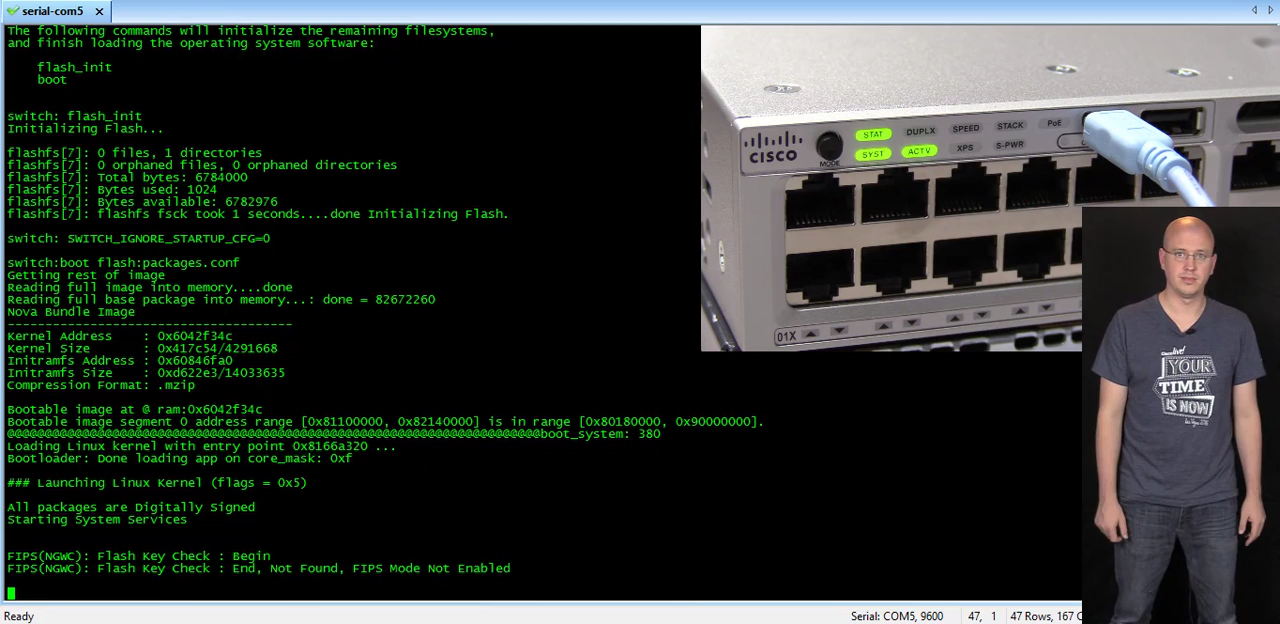 serial-com5
The following commands will initialize the remaining filesystems,
and finish loading the operating system software:
flash_init
boot
switch: flash_init
Initializing Flash...
flashfs[7]: 0 files, 1 directories
flashfs[7]: 0 orphaned files, 0 orphaned directories
flashfs[7]: Total bytes: 6784000
flashfs[7]: Bytes used: 1024
flashfs[7]: Bytes available: 6782976
flashfs[7]: flashfs fsck took 1 seconds....done Initializing Flash.
switch: SWITCH_IGNORE_STARTUP_CFG=0
switch:boot flash:packages.conf
Getting rest of image
Reading full image into memory....done
Reading full base package into memory...: done = 82672260
Nova Bundle Image
--------------------------------------
Kernel Address    : 0x6042f34c
Kernel Size       : 0x417c54/4291668
Initramfs Address : 0x60846fa0
Initramfs Size    : 0xd622e3/14033635
Compression Format: .mzip
Bootable image at @ ram:0x6042f34c
Bootable image segment 0 address range [0x81100000, 0x82140000] is in range [0x80180000, 0x90000000].
@@@@@@@@@@@@@@@@@@@@@@@@@@@@@@@@@@@@@@@@@@@@@@@@@@@@@@@@@@@@@@@@@@@@@@@boot_system: 380
Loading Linux kernel with entry point 0x8166a320 ...
Bootloader: Done loading app on core_mask: 0xf
### Launching Linux Kernel (flags = 0x5)
All packages are Digitally Signed
Starting System Services
FIPS(NGWC): Flash Key Check : Begin
FIPS(NGWC): Flash Key Check : End, Not Found, FIPS Mode Not Enabled
Ready
Serial: COM5, 9600
47, 1
47 Rows, 167 C
CISCO
MODE
STAT DUPLX SPEED STACK PoE
SYST ACTV XPS S-PWR
01X
live!
YOUR
TIME
IS NOW